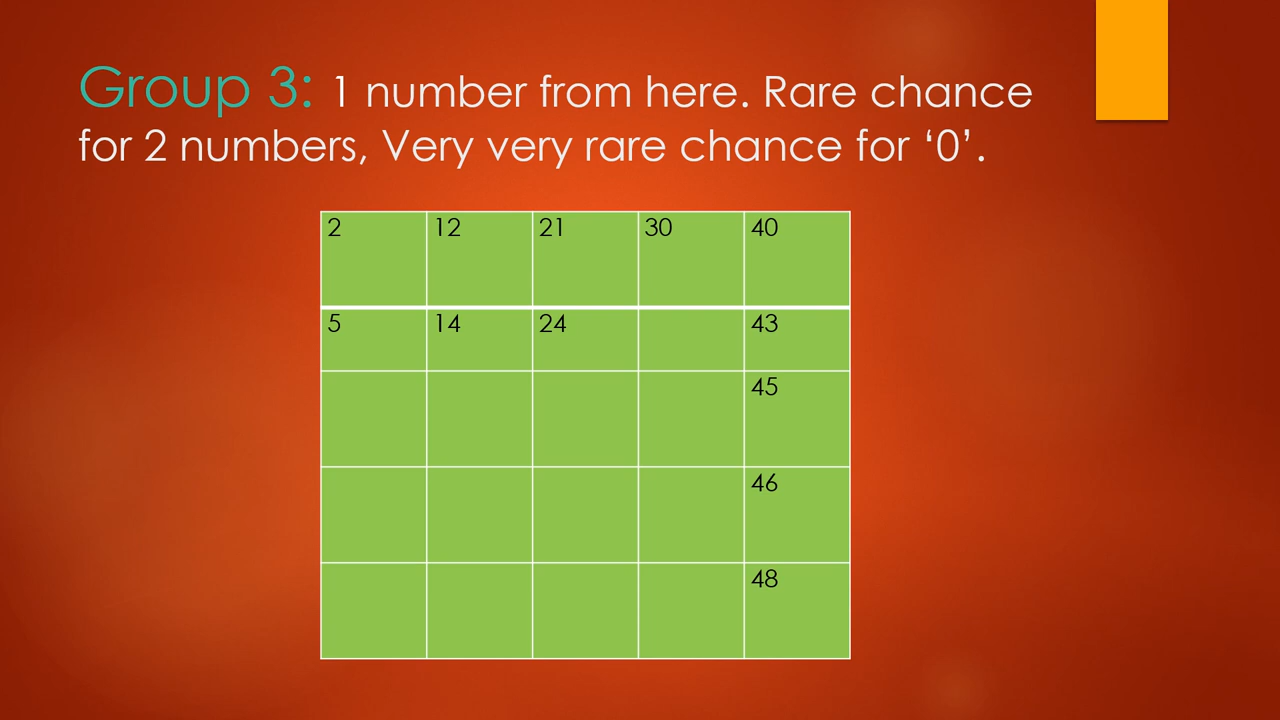 Group 3: 1 number from here. Rare chance
for 2 numbers, Very very rare chance for ‘0’.
2 12 21 30 40
5 14 24 43
45
46
48